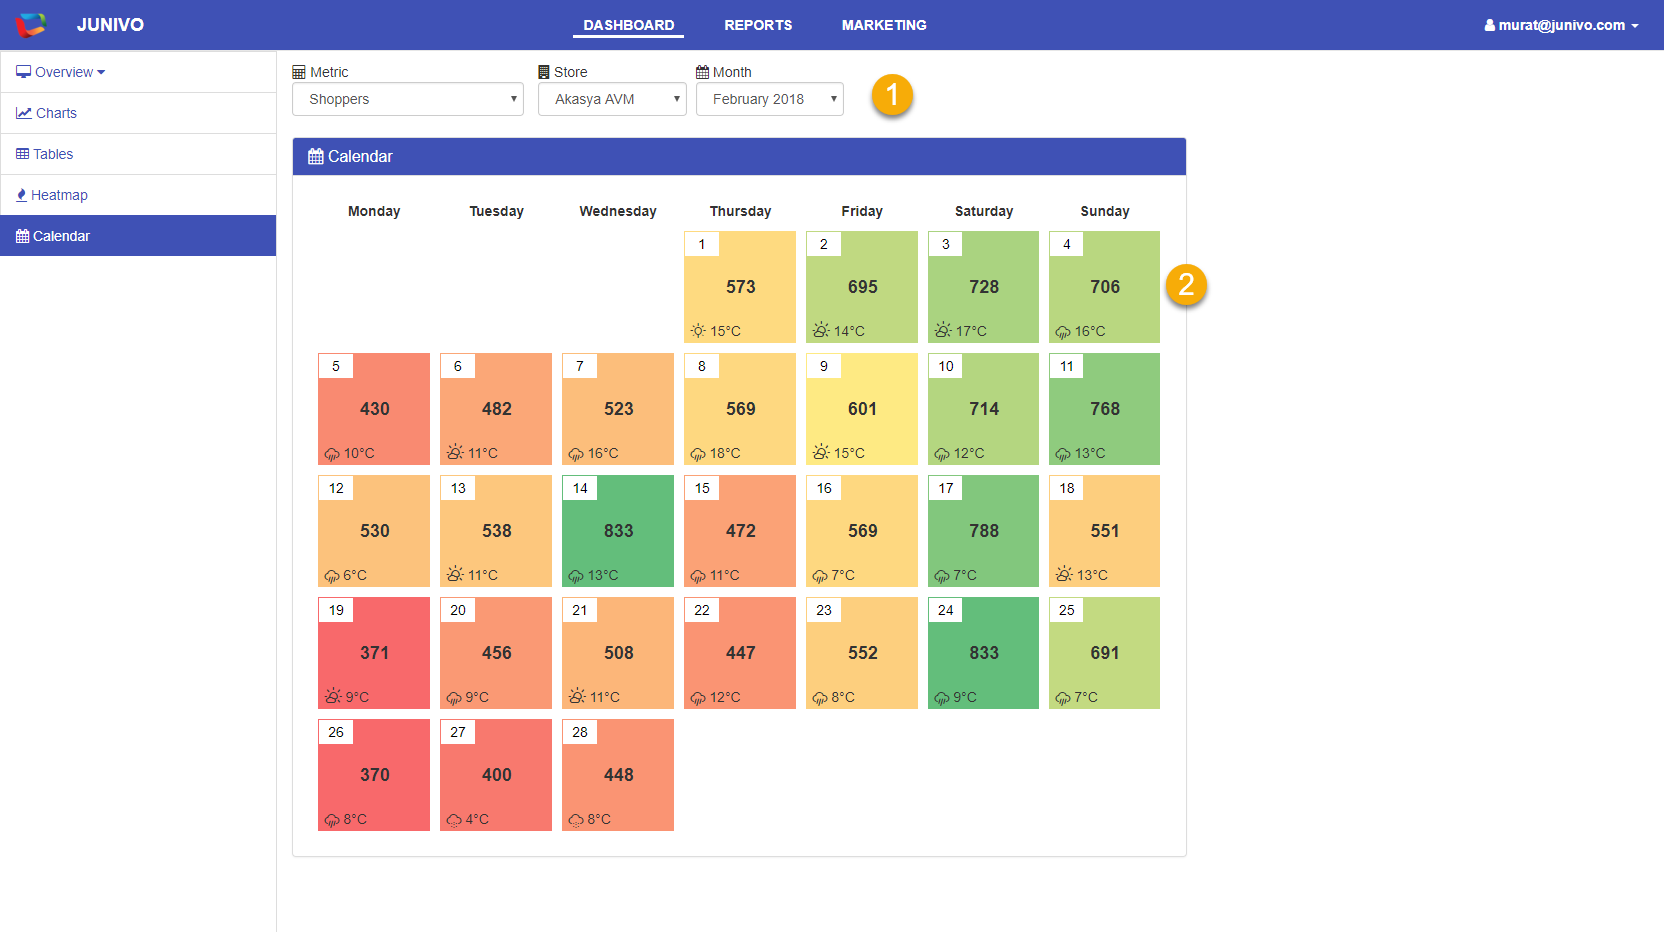 JUNIVO DASHBOARD REPORTS MARKETING murat@junivo.com
Overview
Charts
Tables
Heatmap
Calendar
Metric Store Month
Shoppers Akasya AVM February 2018
1
Calendar
Monday Tuesday Wednesday Thursday Friday Saturday Sunday
1 2 3 4
573 695 728 706
2
15°C 14°C 17°C 16°C
5 6 7 8 9 10 11
430 482 523 569 601 714 768
10°C 11°C 16°C 18°C 15°C 12°C 13°C
12 13 14 15 16 17 18
530 538 833 472 569 788 551
6°C 11°C 13°C 11°C 7°C 7°C 13°C
19 20 21 22 23 24 25
371 456 508 447 552 833 691
9°C 9°C 11°C 12°C 8°C 9°C 7°C
26 27 28
370 400 448
8°C 4°C 8°C